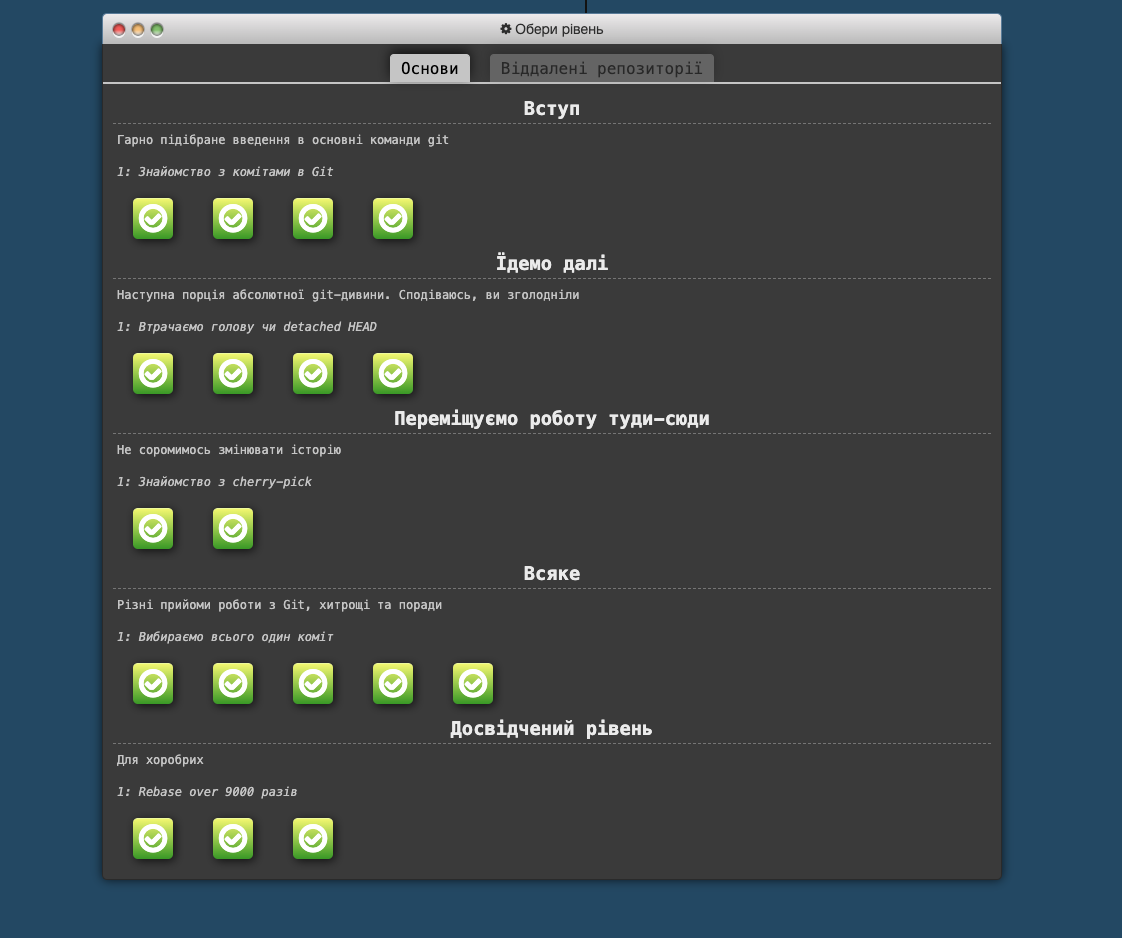 Обери рівень
Основи
Віддалені репозиторії
Вступ
Гарно підібране введення в основні команди git
1: Знайомство з комітами в Git
Їдемо далі
Наступна порція абсолютної git-дивини. Сподіваюсь, ви зголодніли
1: Втрачаємо голову чи detached HEAD
Переміщуємо роботу туди-сюди
Не соромимось змінювати історію
1: Знайомство з cherry-pick
Всяке
Різні прийоми роботи з Git, хитрощі та поради
1: Вибираємо всього один коміт
Досвідчений рівень
Для хоробрих
1: Rebase over 9000 разів